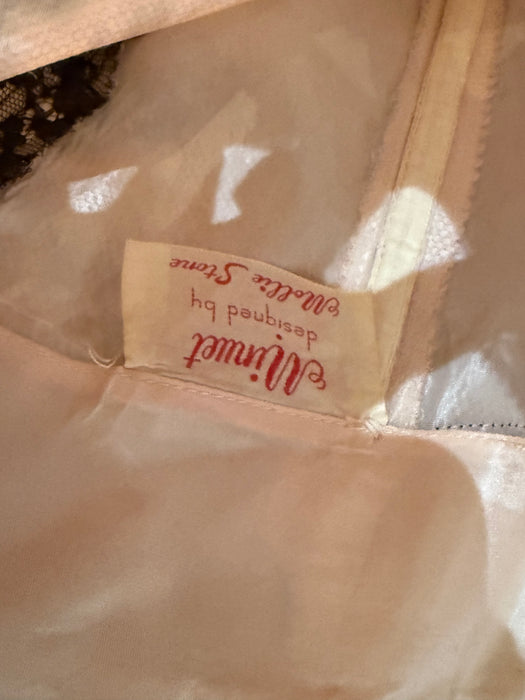 Minuet
designed by
Mollie Stone